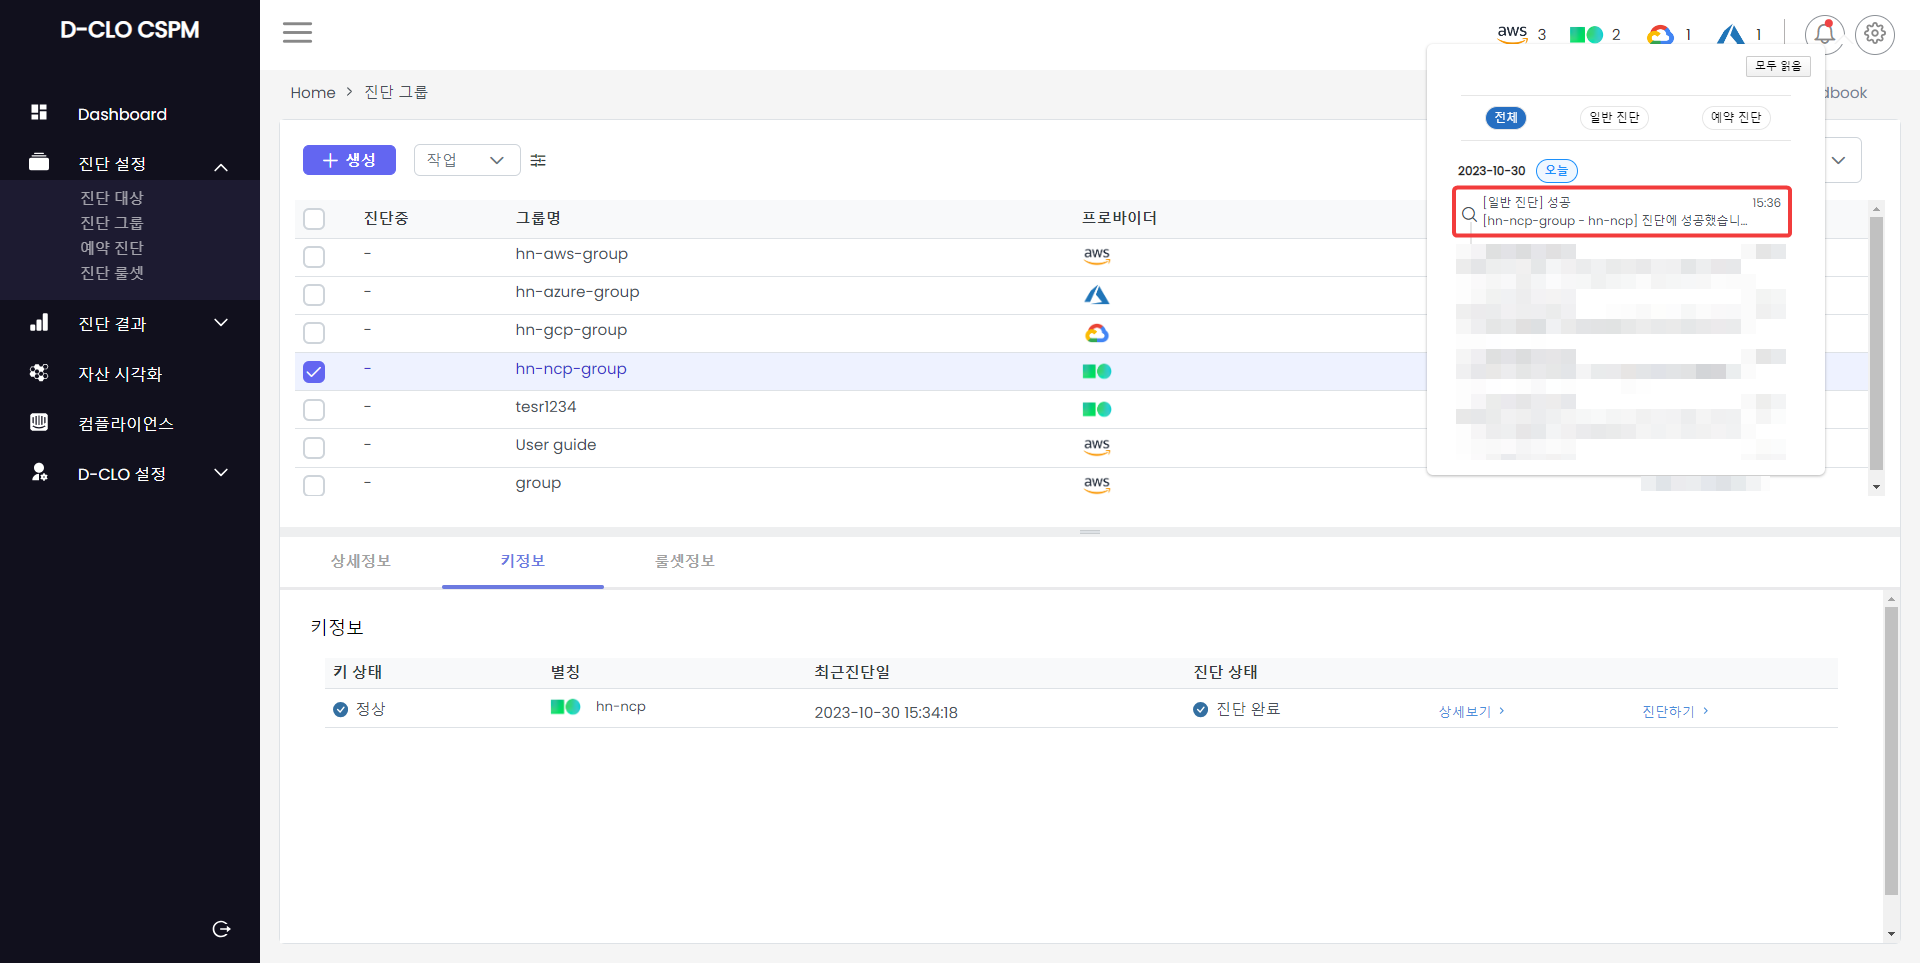 D-CLO CSPM
Dashboard
진단 설정
진단 대상
진단 그룹
예약 진단
진단 룰셋
진단 결과
자산 시각화
컴플라이언스
D-CLO 설정
aws 3 2 1 1
Home > 진단 그룹
dbook
+ 생성 작업
진단중 그룹명 프로바이더
- hn-aws-group aws
- hn-azure-group
- hn-gcp-group
- hn-ncp-group
- tesr1234
- User guide aws
- group aws
모두 읽음
전체 일반 진단 예약 진단
2023-10-30 오늘
[일반 진단] 성공 15:36
[hn-ncp-group - hn-ncp] 진단에 성공했습니...
상세정보 키정보 룰셋정보
키정보
키 상태 별칭 최근진단일 진단 상태
정상 hn-ncp 2023-10-30 15:34:18 진단 완료 상세보기 > 진단하기 >